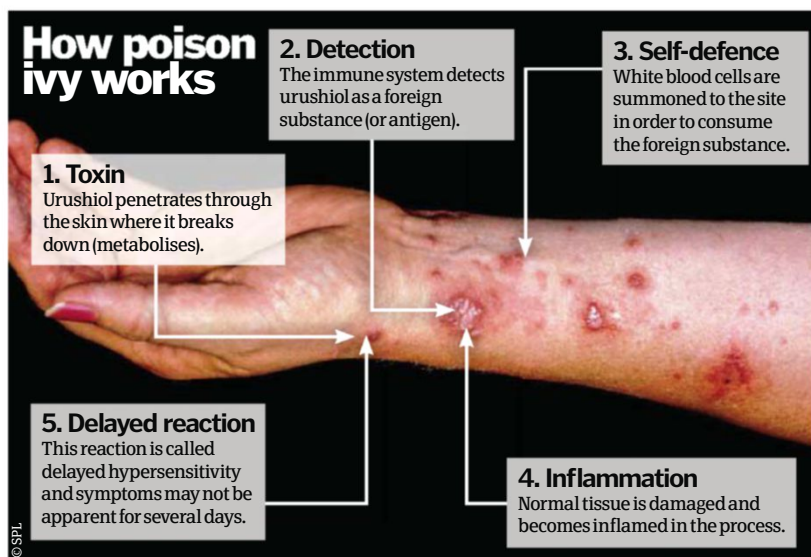 How poison
ivy works
1. Toxin
Urushiol penetrates through
the skin where it breaks
down (metabolises).
2. Detection
The immune system detects
urushiol as a foreign
substance (or antigen).
3. Self-defence
White blood cells are
summoned to the site
in order to consume
the foreign substance.
4. Inflammation
Normal tissue is damaged and
becomes inflamed in the process.
5. Delayed reaction
This reaction is called
delayed hypersensitivity
and symptoms may not be
apparent for several days.
© SPL